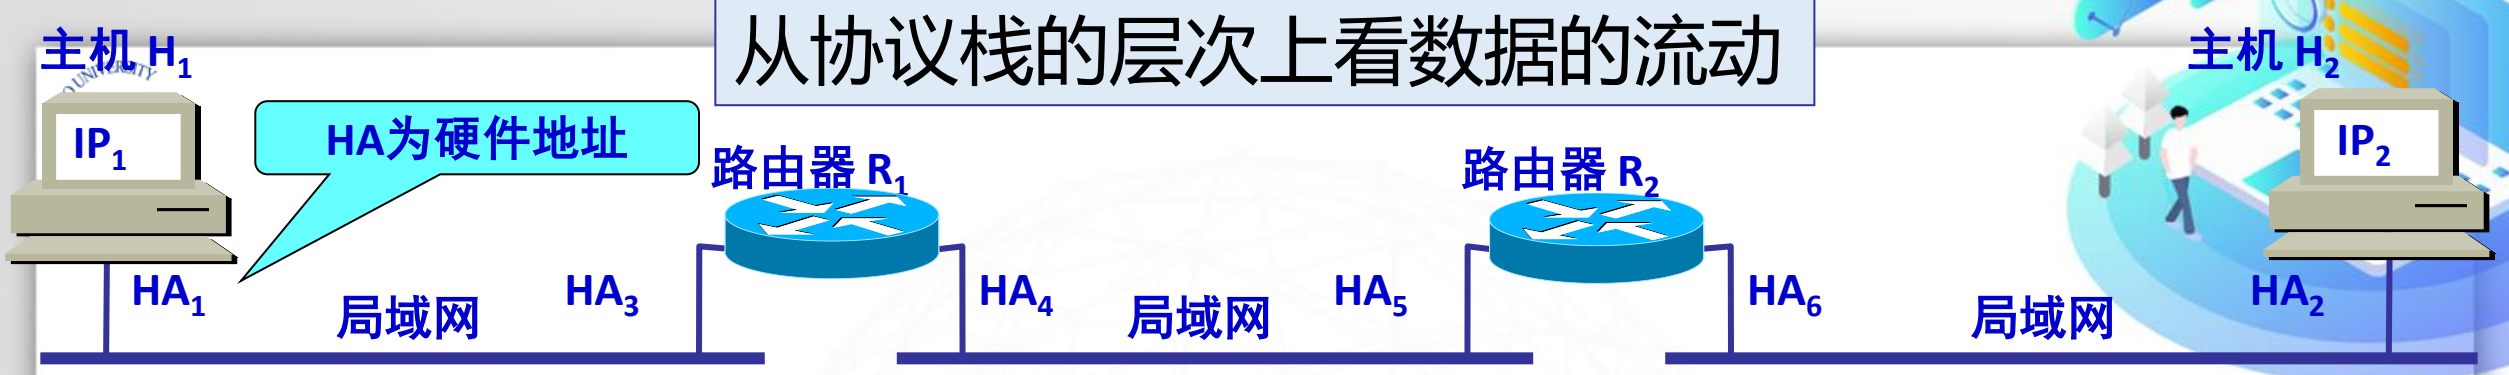 从协议栈的层次上看数据的流动
主机 H1
主机 H2
UNIVERSITY
IP1
HA为硬件地址
路由器 R1
路由器 R2
IP2
HA1
局域网
HA3
HA4
局域网
HA5
HA6
局域网
HA2